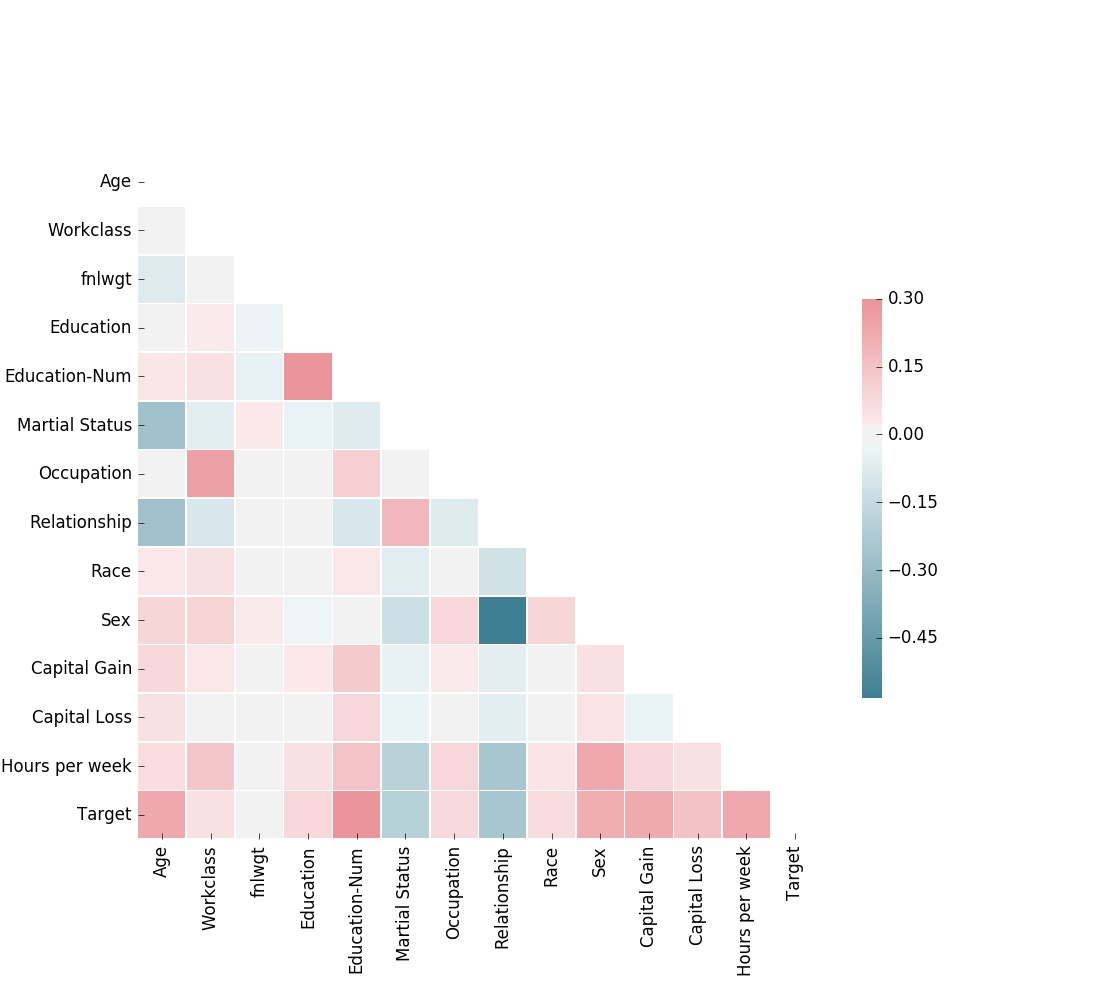 Age
Workclass
fnlwgt
Education
Education-Num
Martial Status
Occupation
Relationship
Race
Sex
Capital Gain
Capital Loss
Hours per week
Target
Age
Workclass
fnlwgt
Education
Education-Num
Martial Status
Occupation
Relationship
Race
Sex
Capital Gain
Capital Loss
Hours per week
Target
0.30
0.15
0.00
−0.15
−0.30
−0.45